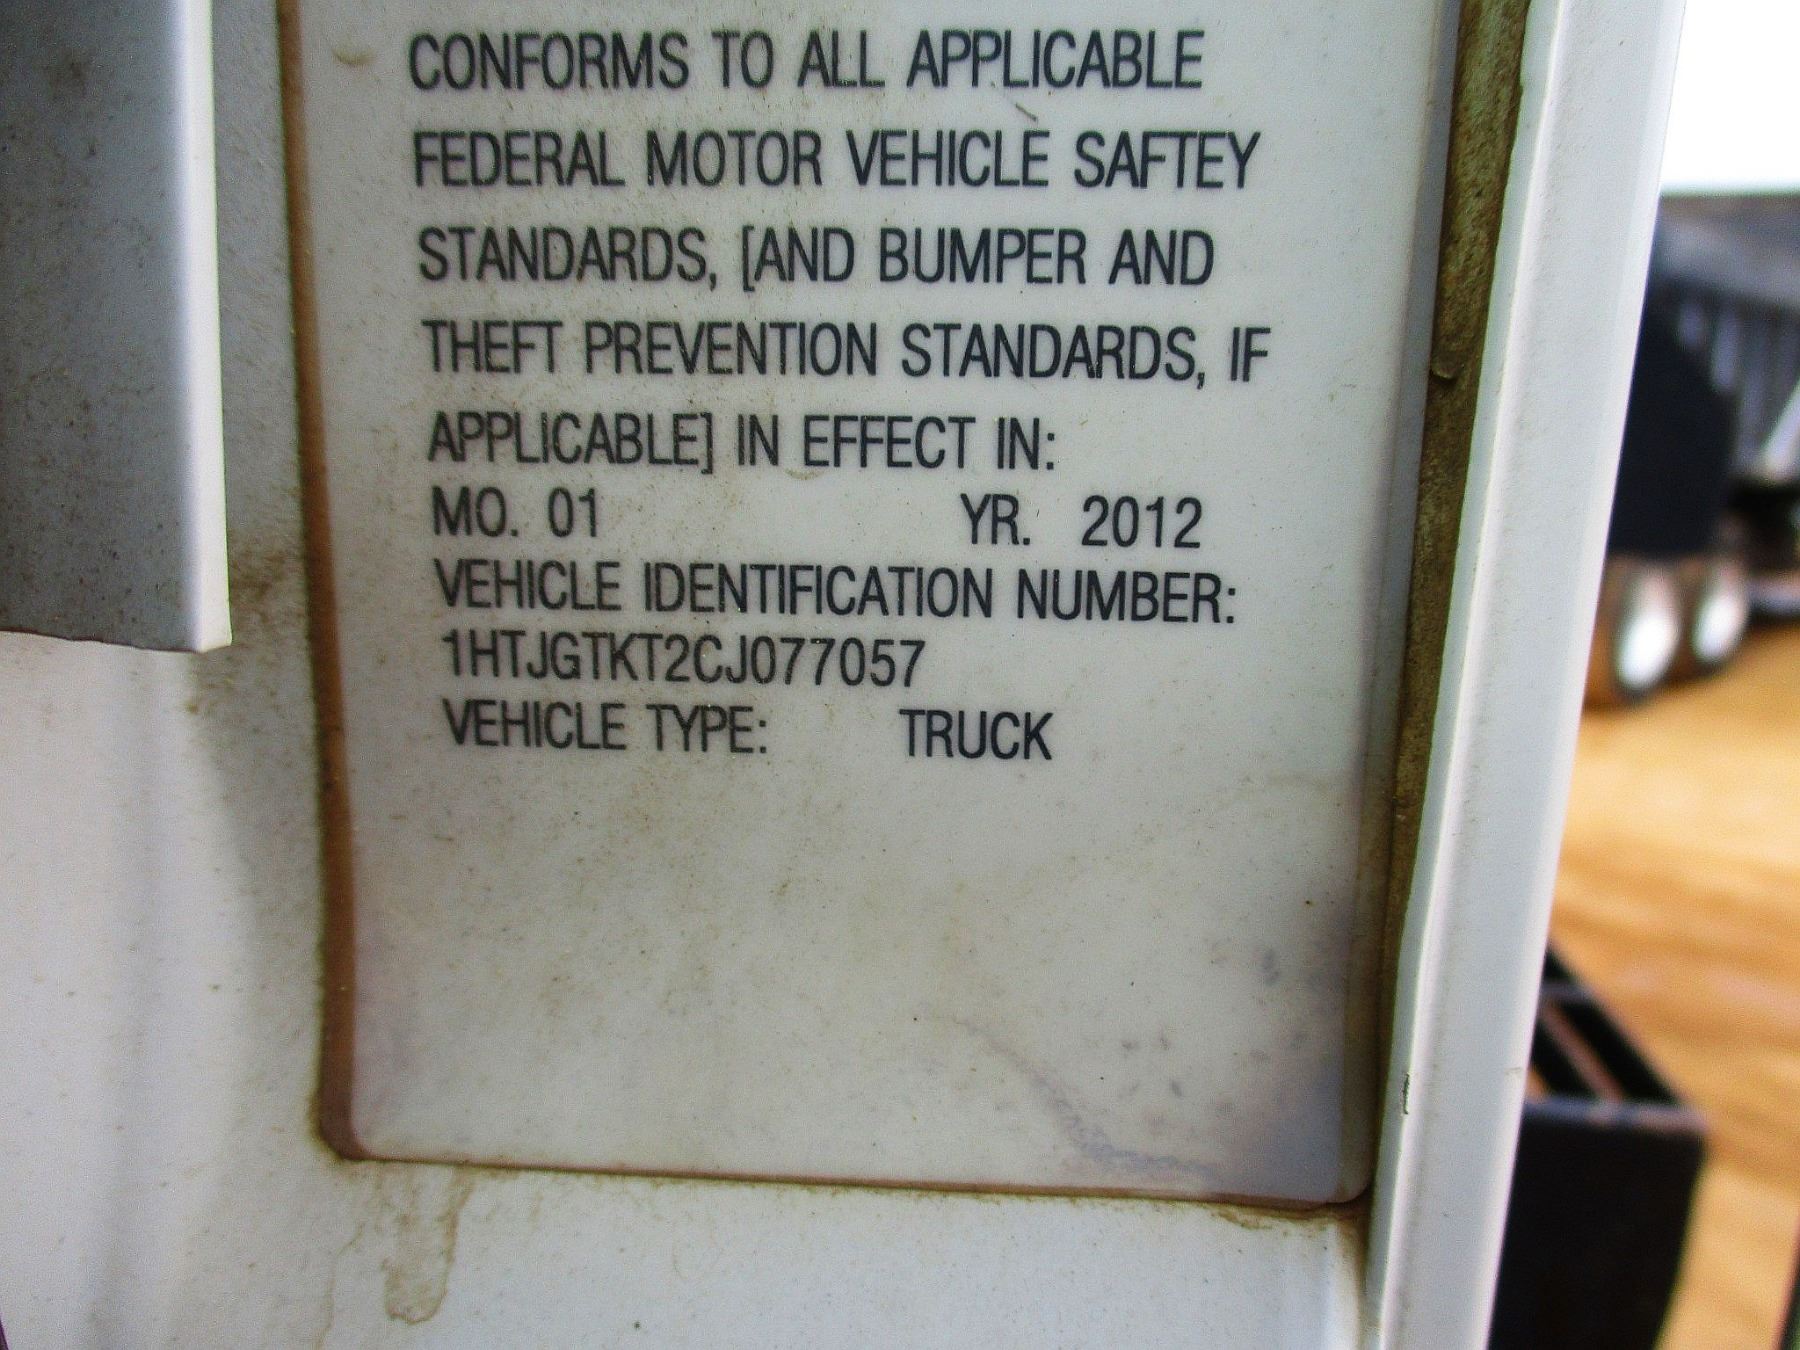 CONFORMS TO ALL APPLICABLE
FEDERAL MOTOR VEHICLE SAFTEY
STANDARDS, [AND BUMPER AND
THEFT PREVENTION STANDARDS, IF
APPLICABLE] IN EFFECT IN:
MO. 01 YR. 2012
VEHICLE IDENTIFICATION NUMBER:
1HTJGTKT2CJ077057
VEHICLE TYPE: TRUCK